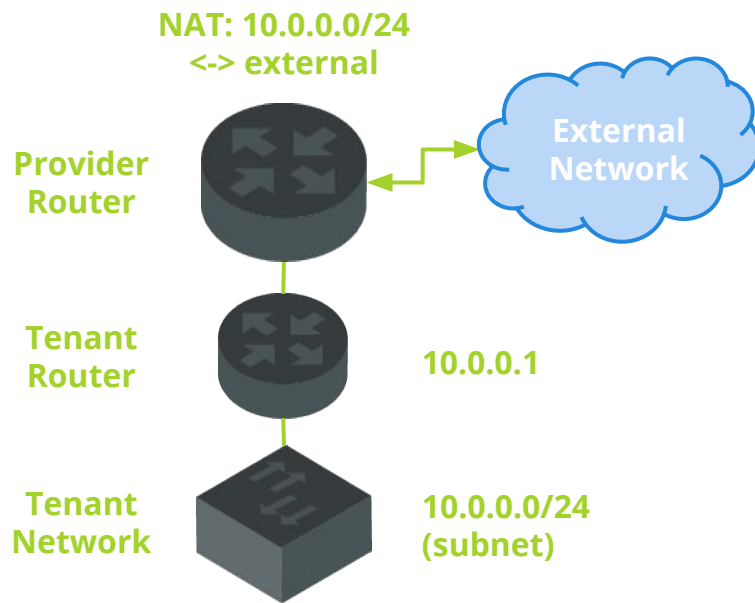 NAT: 10.0.0.0/24
<-> external
External
Network
Provider
Router
Tenant
Router
10.0.0.1
Tenant
Network
10.0.0.0/24
(subnet)